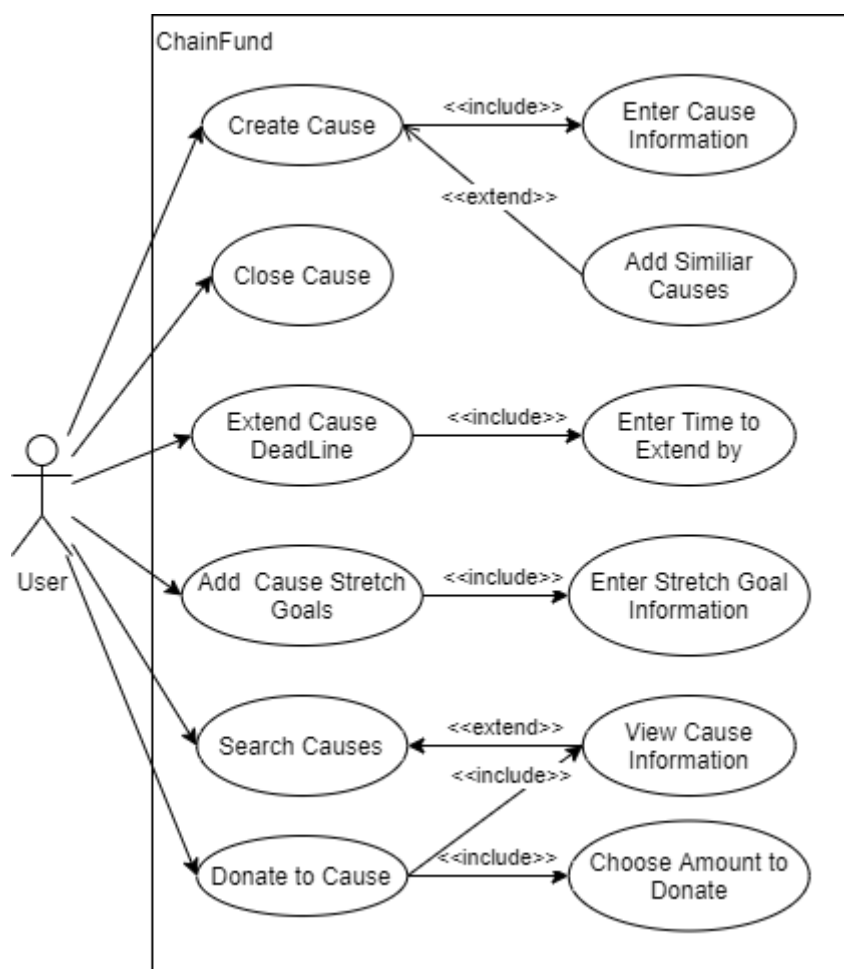 ChainFund
Create Cause
<<include>>
Enter Cause
Information
<<extend>>
Close Cause
Add Similiar
Causes
Extend Cause
DeadLine
<<include>>
Enter Time to
Extend by
User
Add  Cause Stretch
Goals
<<include>>
Enter Stretch Goal
Information
Search Causes
<<extend>>
View Cause
Information
<<include>>
Donate to Cause
<<include>>
Choose Amount to
Donate